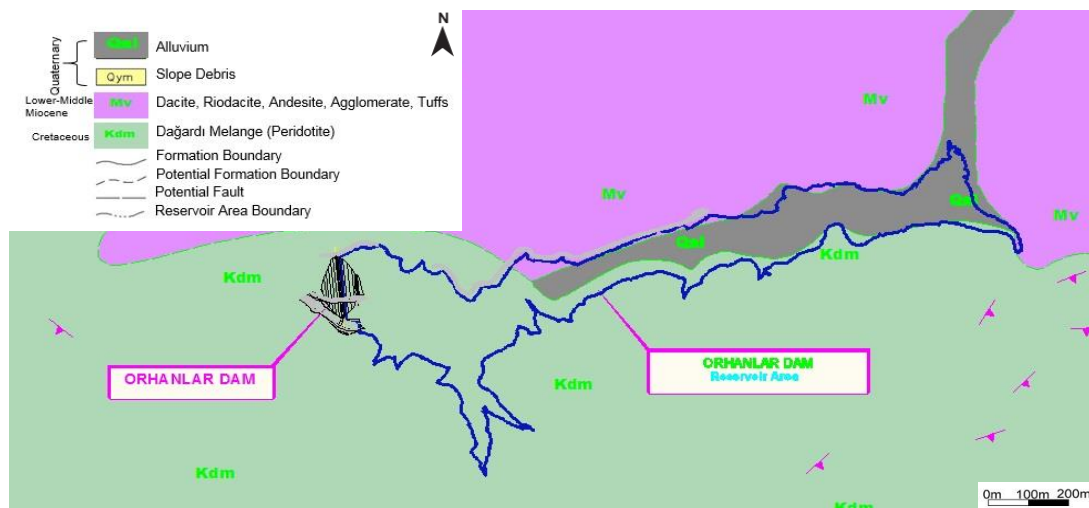 N
Quaternary
Qal Alluvium
Qym Slope Debris
Lower-Middle
Miocene
Mv Dacite, Riodacite, Andesite, Agglomerate, Tuffs
Cretaceous
Kdm Dağardı Melange (Peridotite)
Formation Boundary
Potential Formation Boundary
Potential Fault
Reservoir Area Boundary
Mv
Mv
Mv
Qal
Qal
Kdm
Kdm
Kdm
Kdm
Kdm
ORHANLAR DAM
ORHANLAR DAM
Reservoir Area
0m 100m 200m